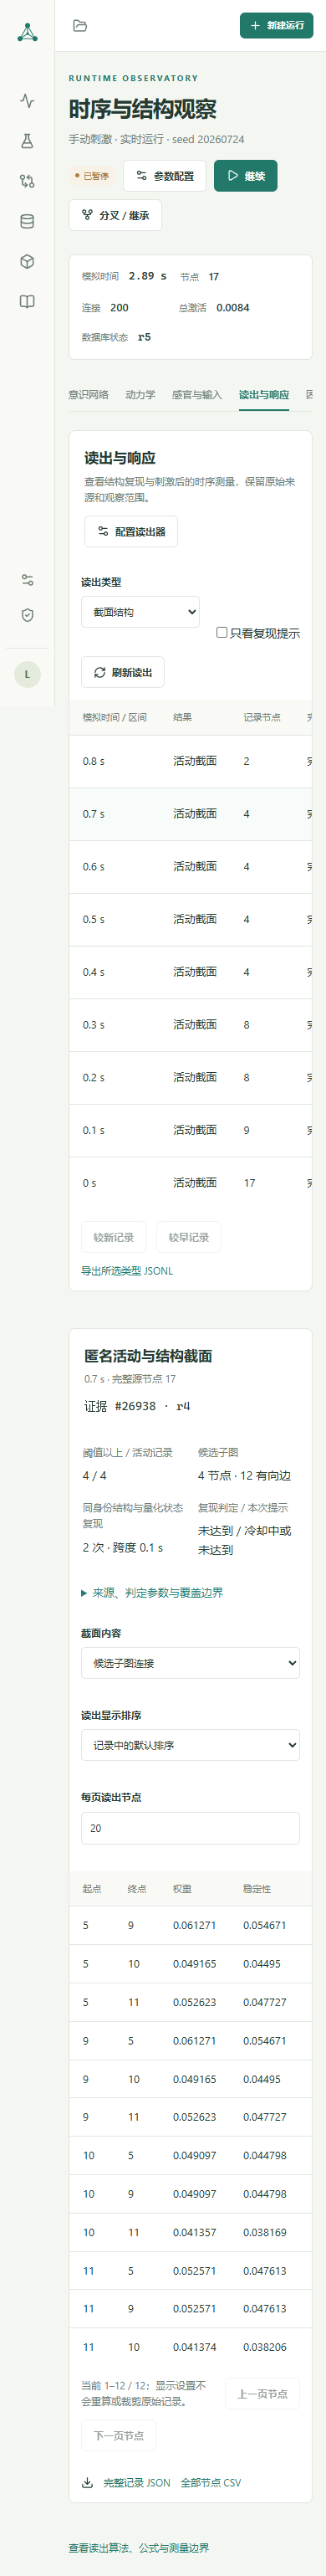 新建运行
RUNTIME OBSERVATORY
时序与结构观察
手动刺激 · 实时运行 · seed 20260724
已暂停 参数配置 继续
分叉 / 继承
模拟时间 2.89 s 节点 17
连接 200 总激活 0.0084
数据库状态 r5
意识网络 动力学 感官与输入 读出与响应
读出与响应
查看结构复现与刺激后的时序测量，保留原始来
源和观察范围。
配置读出器
读出类型
截面结构
只看复现提示
刷新读出
模拟时间 / 区间 结果 记录节点
0.8 s 活动截面 2
0.7 s 活动截面 4
0.6 s 活动截面 4
0.5 s 活动截面 4
0.4 s 活动截面 4
0.3 s 活动截面 8
0.2 s 活动截面 8
0.1 s 活动截面 9
0 s 活动截面 17
较新记录 较早记录
导出所选类型 JSONL
L
匿名活动与结构截面
0.7 s · 完整源节点 17
证据 #26938 · r4
阈值以上 / 活动记录 候选子图
4 / 4 4 节点 · 12 有向边
同身份结构与量化状态 复现判定 / 本次提示
复现 未达到 / 冷却中或
2 次 · 跨度 0.1 s 未达到
来源、判定参数与覆盖边界
截面内容
候选子图连接
读出显示排序
记录中的默认排序
每页读出节点
20
起点 终点 权重 稳定性
5 9 0.061271 0.054671
5 10 0.049165 0.04495
5 11 0.052623 0.047727
9 5 0.061271 0.054671
9 10 0.049165 0.04495
9 11 0.052623 0.047727
10 5 0.049097 0.044798
10 9 0.049097 0.044798
10 11 0.041357 0.038169
11 5 0.052571 0.047613
11 9 0.052571 0.047613
11 10 0.041374 0.038206
当前 1–12 / 12；显示设置不
会重算或裁剪原始记录。
上一页节点
下一页节点
完整记录 JSON 全部节点 CSV
查看读出算法、公式与测量边界